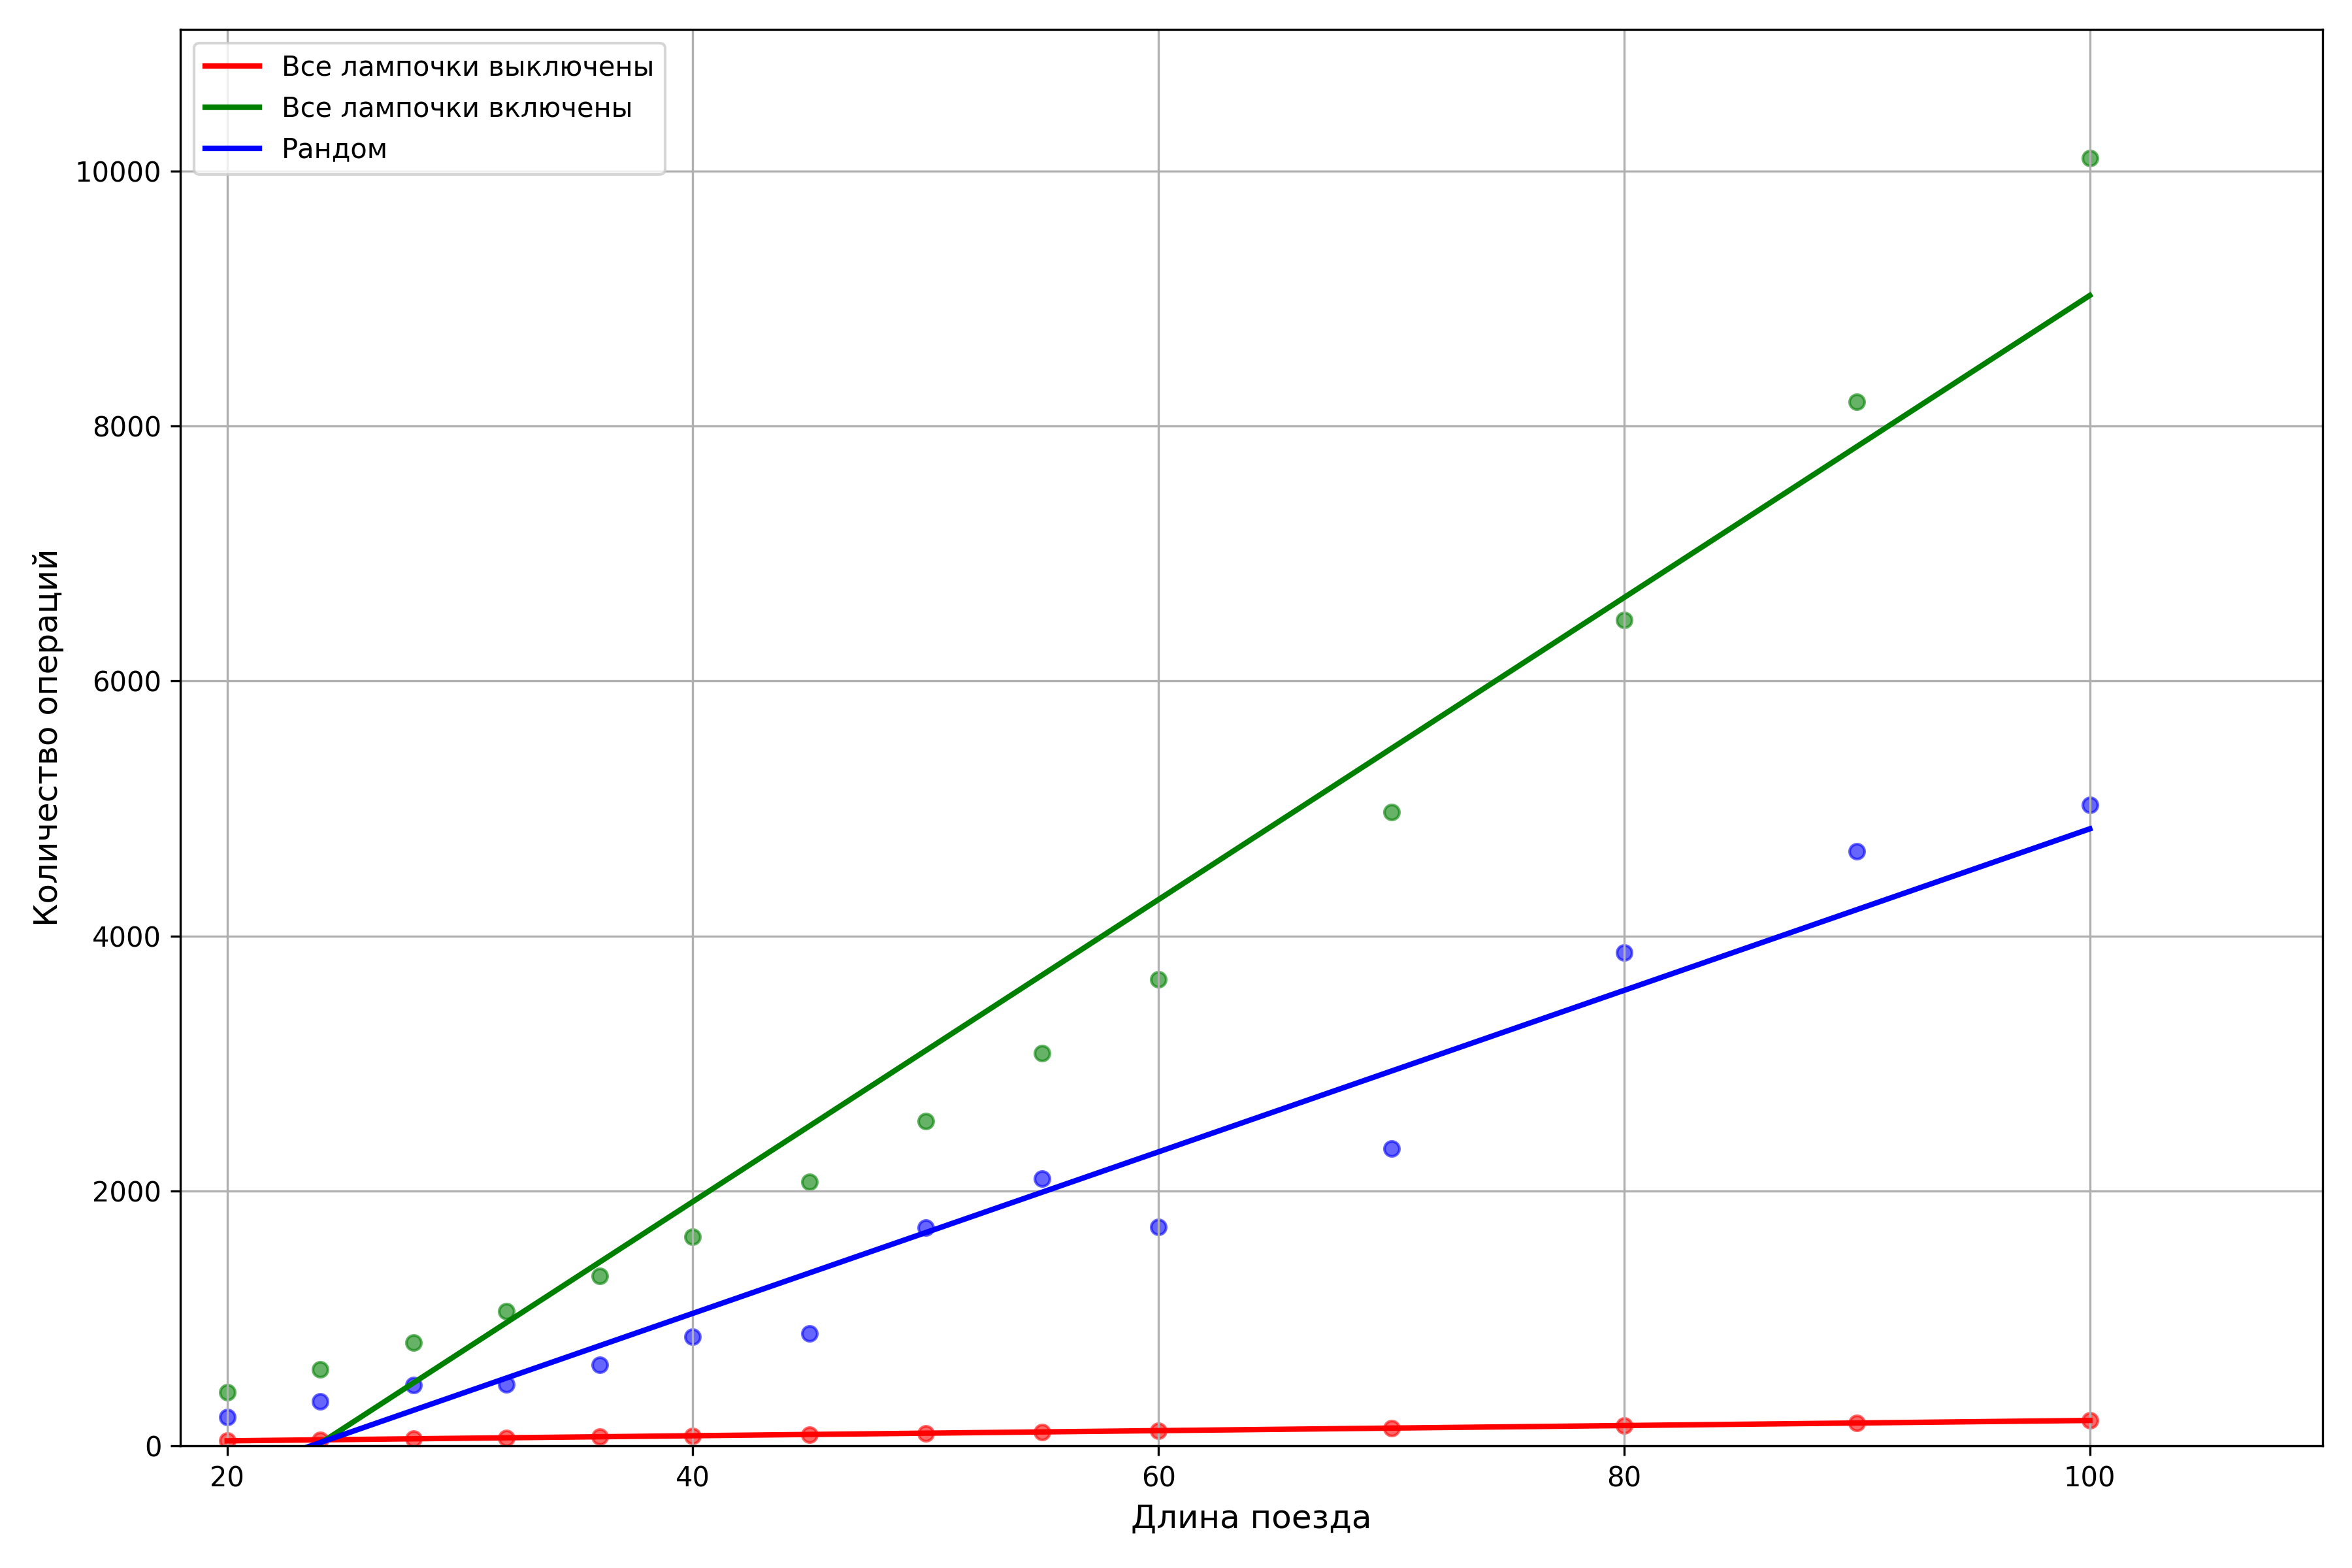 Все лампочки выключены
Все лампочки включены
Рандом
10000
8000
6000
4000
2000
0
Количество операций
20 40 60 80 100
Длина поезда